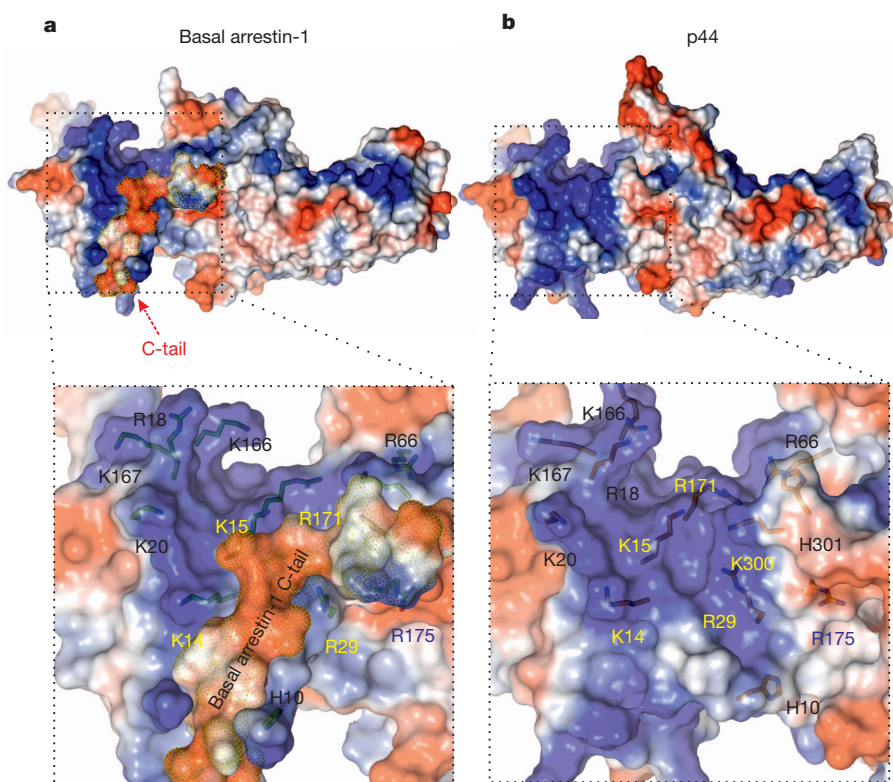 a
Basal arrestin-1
b
p44
C-tail
R18
K166
K167
R66
K15
R171
K20
Basal arrestin-1 C-tail
K14
R29
R175
H10
K166
R66
K167
R18
R171
K15
H301
K20
K300
R29
K14
R175
H10